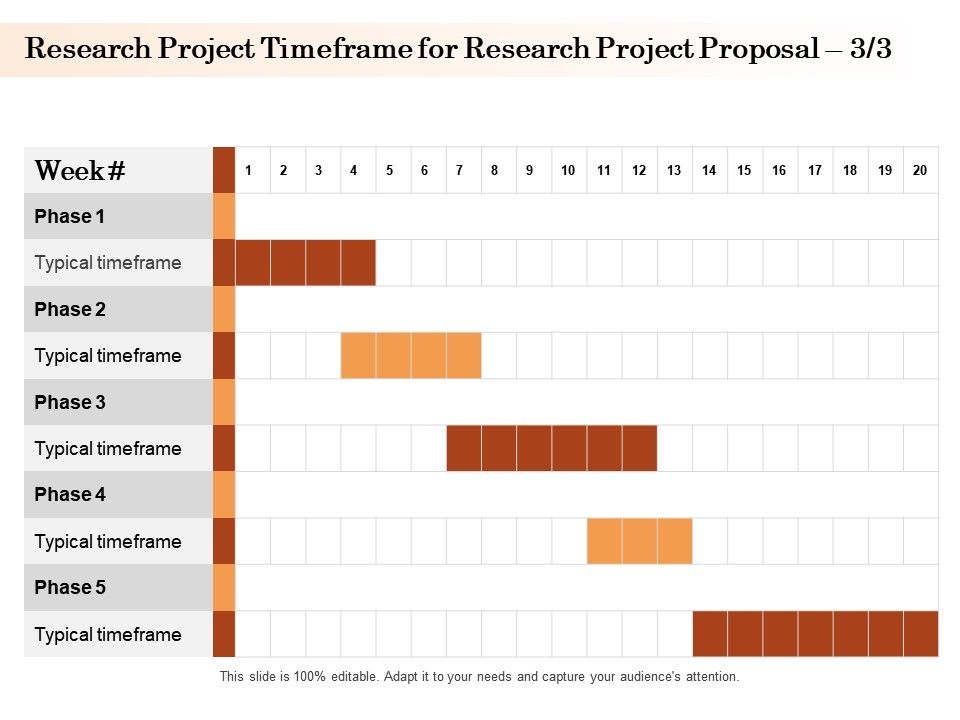 Research Project Timeframe for Research Project Proposal – 3/3
Week # 1 2 3 4 5 6 7 8 9 10 11 12 13 14 15 16 17 18 19 20
Phase 1
Typical timeframe
Phase 2
Typical timeframe
Phase 3
Typical timeframe
Phase 4
Typical timeframe
Phase 5
Typical timeframe
This slide is 100% editable. Adapt it to your needs and capture your audience's attention.